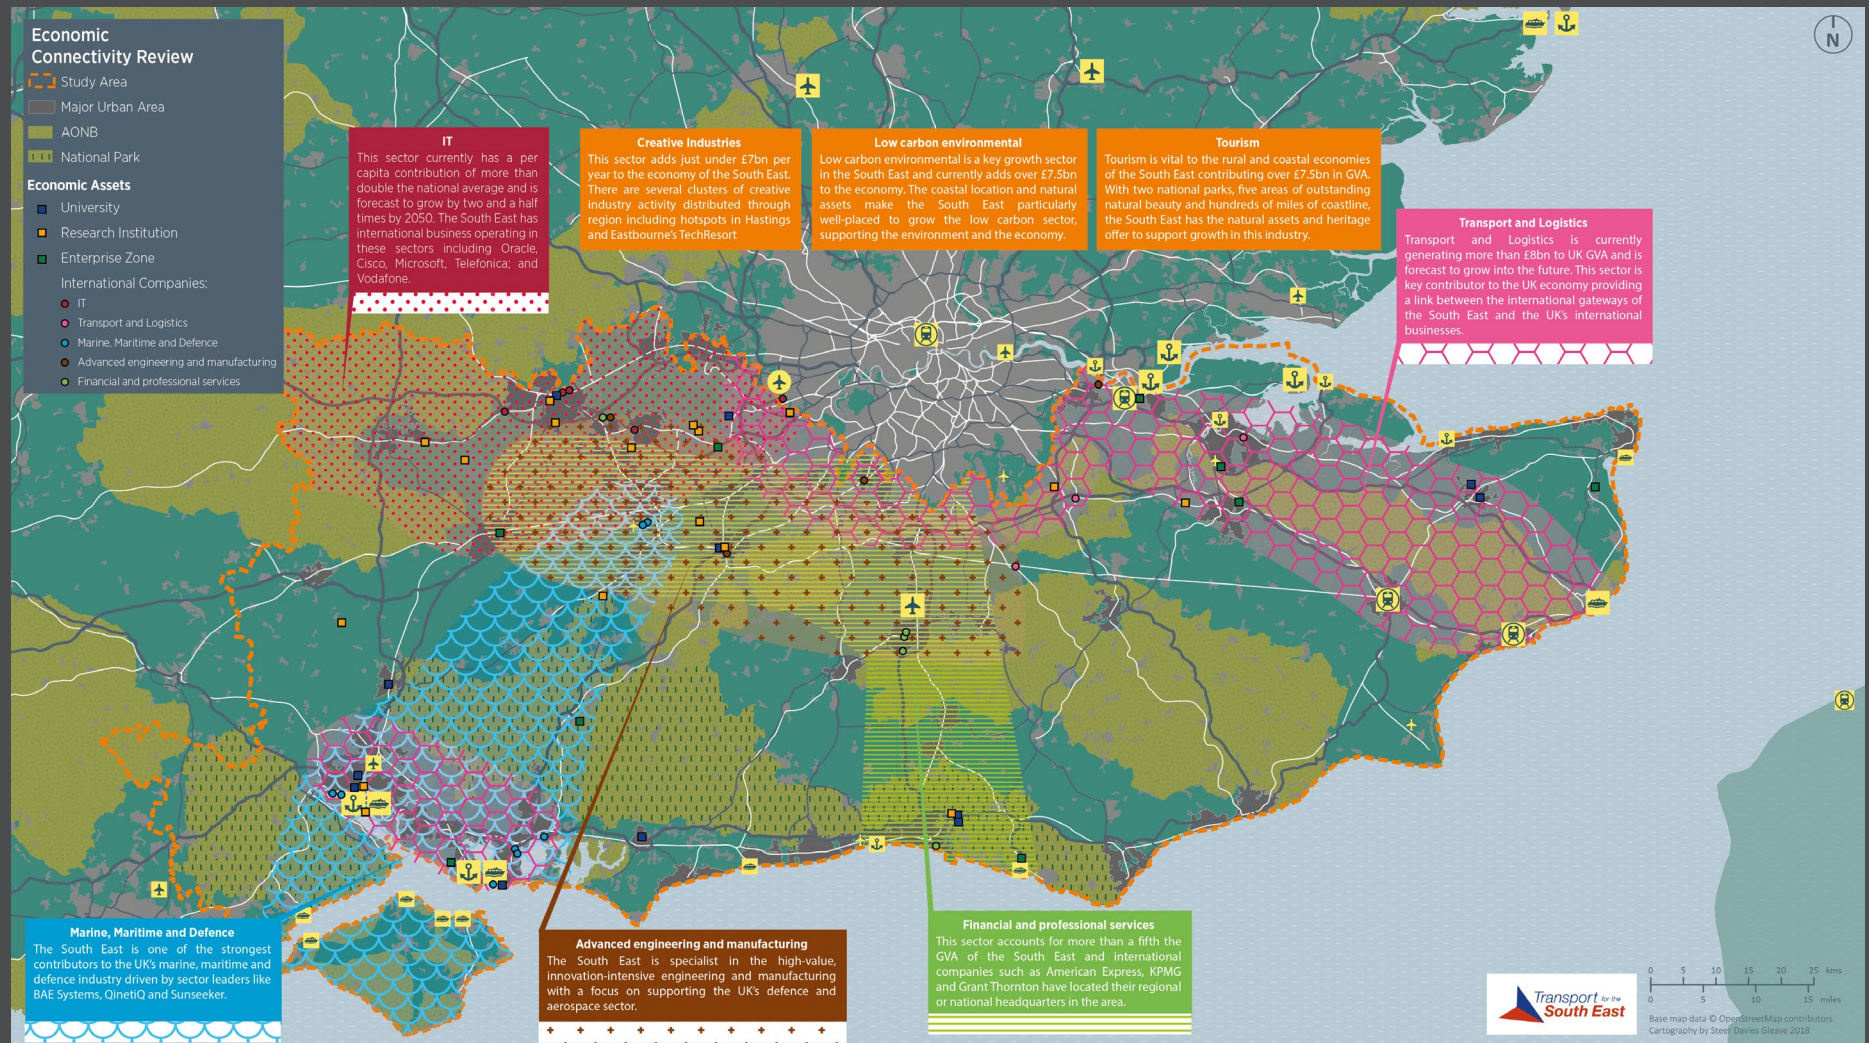 Economic
Connectivity Review
Study Area
Major Urban Area
AONB
National Park
Economic Assets
University
Research Institution
Enterprise Zone
International Companies:
IT
Transport and Logistics
Marine, Maritime and Defence
Advanced engineering and manufacturing
Financial and professional services
N
IT
This sector currently has a per
capita contribution of more than
double the national average and is
forecast to grow by two and a half
times by 2050. The South East has
international business operating in
these sectors including Oracle,
Cisco, Microsoft, Telefonica; and
Vodafone.
Creative Industries
This sector adds just under £7bn per
year to the economy of the South East.
There are several clusters of creative
industry activity distributed through
region including hotspots in Hastings
and Eastbourne's TechResort
Low carbon environmental
Low carbon environmental is a key growth sector
in the South East and currently adds over £7.5bn
to the economy. The coastal location and natural
assets make the South East particularly
well-placed to grow the low carbon sector,
supporting the environment and the economy.
Tourism
Tourism is vital to the rural and coastal economies
of the South East contributing over £7.5bn in GVA.
With two national parks, five areas of outstanding
natural beauty and hundreds of miles of coastline,
the South East has the natural assets and heritage
offer to support growth in this industry.
Transport and Logistics
Transport and Logistics is currently
generating more than £8bn to UK GVA and is
forecast to grow into the future. This sector is
key contributor to the UK economy providing
a link between the international gateways of
the South East and the UK's international
businesses.
Marine, Maritime and Defence
The South East is one of the strongest
contributors to the UK's marine, maritime and
defence industry driven by sector leaders like
BAE Systems, QinetiQ and Sunseeker.
Advanced engineering and manufacturing
The South East is specialist in the high-value,
innovation-intensive engineering and manufacturing
with a focus on supporting the UK's defence and
aerospace sector.
Financial and professional services
This sector accounts for more than a fifth the
GVA of the South East and international
companies such as American Express, KPMG
and Grant Thornton have located their regional
or national headquarters in the area.
Transport for the
South East
0 5 10 15 20 25 kms
0 5 10 15 miles
Base map data © OpenStreetMap contributors
Cartography by Steer Davies Gleave 2018